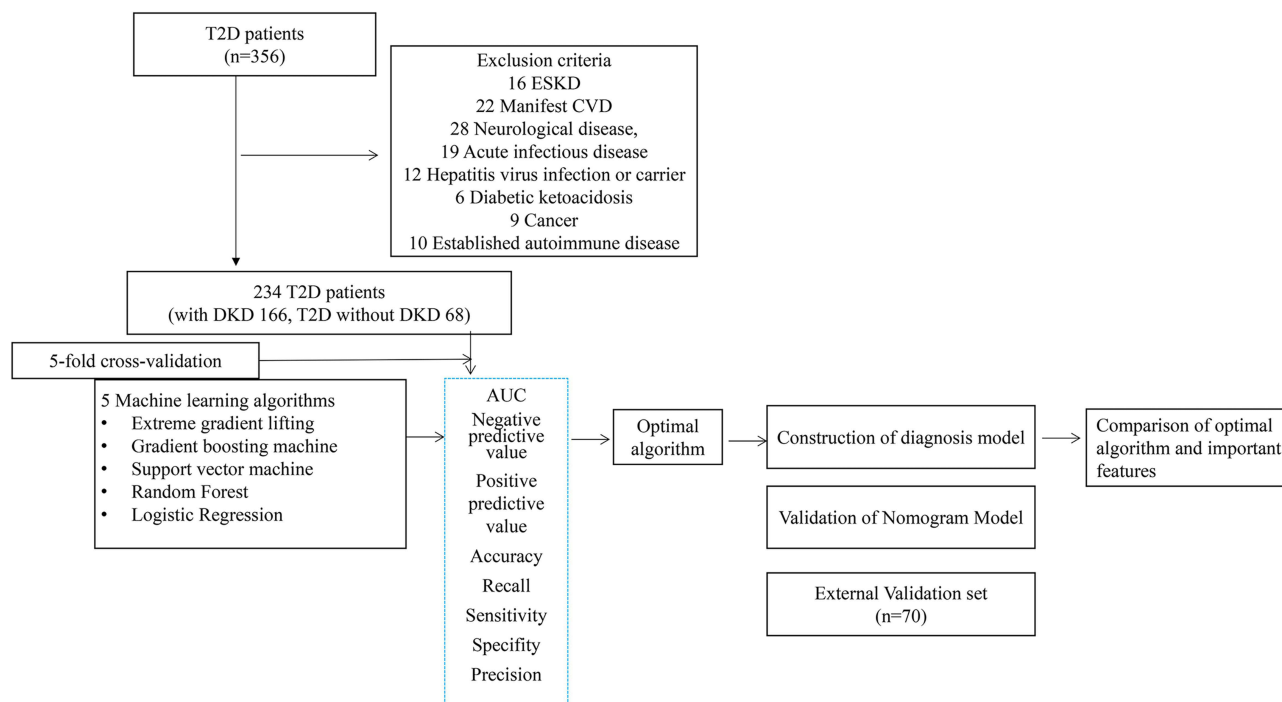 T2D patients
(n=356)
Exclusion criteria
16 ESKD
22 Manifest CVD
28 Neurological disease,
19 Acute infectious disease
12 Hepatitis virus infection or carrier
6 Diabetic ketoacidosis
9 Cancer
10 Established autoimmune disease
234 T2D patients
(with DKD 166, T2D without DKD 68)
5-fold cross-validation
5 Machine learning algorithms
• Extreme gradient lifting
• Gradient boosting machine
• Support vector machine
• Random Forest
• Logistic Regression
AUC
Negative
predictive
value
Positive
predictive
value
Accuracy
Recall
Sensitivity
Specifity
Precision
Optimal
algorithm
Construction of diagnosis model
Validation of Nomogram Model
External Validation set
(n=70)
Comparison of optimal
algorithm and important
features